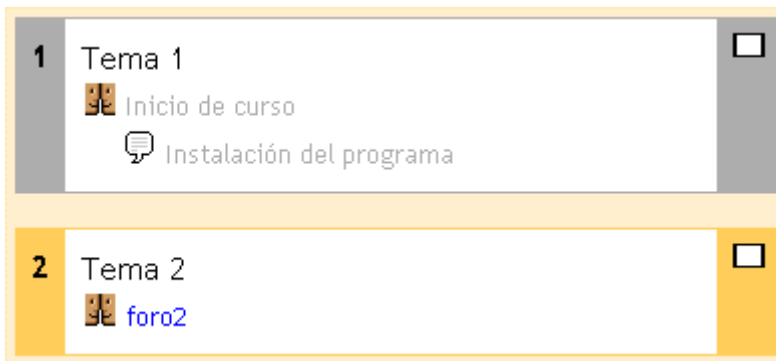 1
Tema 1
Inicio de curso
Instalación del programa
2
Tema 2
foro2